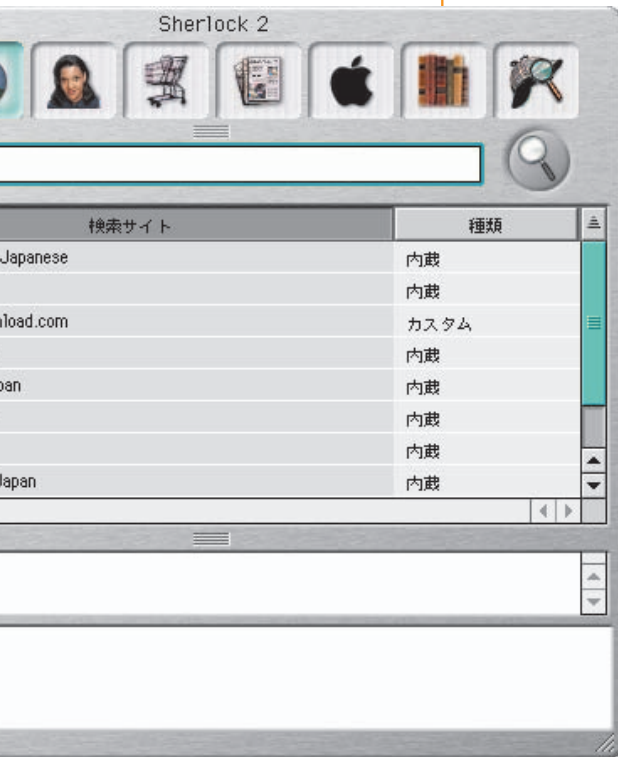 Sherlock 2
検索サイト 種類
Japanese 内蔵
内蔵
nload.com カスタム
内蔵
pan 内蔵
内蔵
内蔵
Japan 内蔵